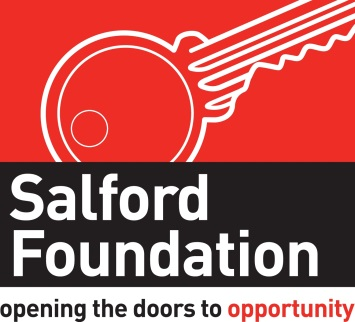 Salford
Foundation
opening the doors to opportunity